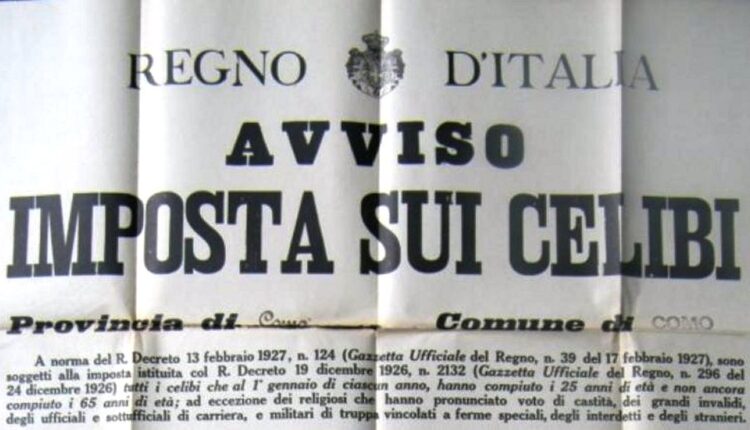 REGNO D'ITALIA
AVVISO
IMPOSTA SUI CELIBI
Provincia di Como Comune di COMO
A norma del R. Decreto 13 febbraio 1927, n. 124 (Gazzetta Ufficiale del Regno, n. 39 del 17 febbraio 1927), sono
soggetti alla imposta istituita col R. Decreto 19 dicembre 1926, n. 2132 (Gazzetta Ufficiale del Regno, n. 296 del
24 dicembre 1926) tutti i celibi che al 1° gennaio di ciascun anno, hanno compiuto i 25 anni di età e non ancora
compiuto i 65 anni di età; ad eccezione dei religiosi che hanno pronunciato voto di castità, dei grandi invalidi,
degli ufficiali e sottufficiali di carriera, e militari di truppa vincolati a ferme speciali, degli interdetti e degli stranieri.